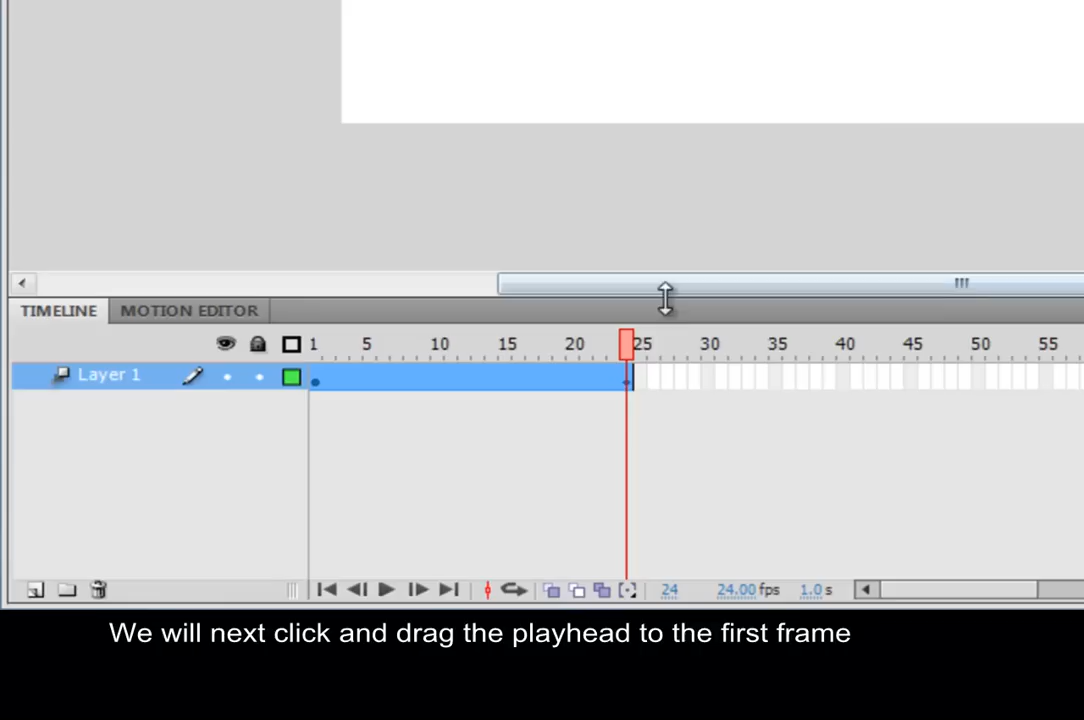 TIMELINE MOTION EDITOR
1 5 10 15 20 25 30 35 40 45 50 55
Layer 1
24 24.00 fps 1.0 s
We will next click and drag the playhead to the first frame